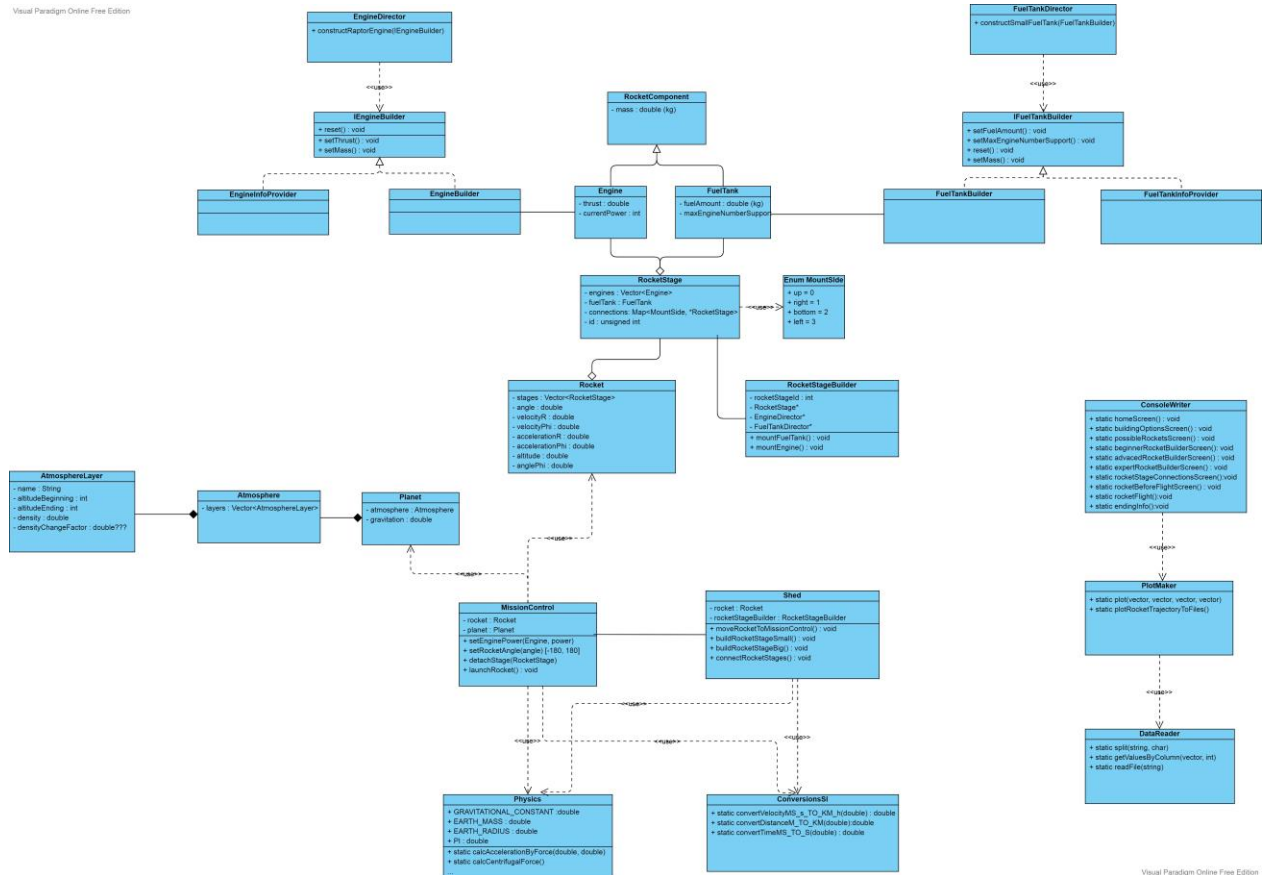 Visual Paradigm Online Free Edition
EngineDirector
+ constructRaptorEngine(IEngineBuilder)
<<use>>
IEngineBuilder
+ reset() : void
+ setThrust() : void
+ setMass() : void
EngineInfoProvider
EngineBuilder
RocketComponent
- mass : double (kg)
Engine
- thrust : double
- currentPower : int
FuelTank
- fuelAmount : double (kg)
- maxEngineNumberSupport
FuelTankDirector
+ constructSmallFuelTank(FuelTankBuilder)
<<use>>
IFuelTankBuilder
+ setFuelAmount() : void
+ setMaxEngineNumberSupport() : void
+ reset() : void
+ setMass() : void
FuelTankBuilder
FuelTankInfoProvider
RocketStage
- engines : Vector<Engine>
- fuelTank : FuelTank
- connections: Map<MountSide, *RocketStage>
- id : unsigned int
<<use>>
Enum MountSide
+ up = 0
+ right = 1
+ bottom = 2
+ left = 3
Rocket
- stages : Vector<RocketStage>
- angle : double
- velocityR : double
- velocityPhi : double
- accelerationR : double
- accelerationPhi : double
- altitude : double
- anglePhi : double
RocketStageBuilder
- rocketStageId : int
- RocketStage*
- EngineDirector*
- FuelTankDirector*
+ mountFuelTank() : void
+ mountEngine() : void
ConsoleWriter
+ static homeScreen() : void
+ static buildingOptionsScreen() : void
+ static possibleRocketsScreen() : void
+ static beginnerRocketBuilderScreen() : void
+ static advacedRocketBuilderScreen() : void
+ static expertRocketBuilderScreen() : void
+ static rocketStageConnectionsScreen():void
+ static rocketBeforeFlightScreen() : void
+ static rocketFlight() : void
+ static endingInfo():void
AtmosphereLayer
- name : String
- altitudeBeginning : int
- altitudeEnding : int
- density : double
- densityChangeFactor : double???
Atmosphere
- layers : Vector<AtmosphereLayer>
Planet
- atmosphere : Atmosphere
- gravitation : double
<<use>>
<<use>>
<<use>>
MissionControl
- rocket : Rocket
- planet : Planet
+ setEnginePower(Engine, power)
+ setRocketAngle(angle) [-180, 180]
+ detachStage(RocketStage)
+ launchRocket() : void
Shed
- rocket : Rocket
- rocketStageBuilder : RocketStageBuilder
+ moveRocketToMissionControl() : void
+ buildRocketStageSmall() : void
+ buildRocketStageBig() : void
+ connectRocketStages() : void
PlotMaker
+ static plot(vector, vector, vector, vector)
+ static plotRocketTrajectoryToFiles()
<<use>>
<<use>>
<<use>>
<<use>>
<<use>>
DataReader
+ static split(string, char)
+ static getValuesByColumn(vector, int)
+ static readFile(string)
Physics
+ GRAVITATIONAL_CONSTANT :double
+ EARTH_MASS : double
+ EARTH_RADIUS : double
+ PI : double
+ static calcAccelerationByForce(double, double)
+ static calcCentrifugalForce()
...
ConversionsSI
+ static convertVelocityMS_s_TO_KM_h(double) : double
+ static convertDistanceM_TO_KM(double):double
+ static convertTimeMS_TO_S(double) : double
Visual Paradigm Online Free Edition